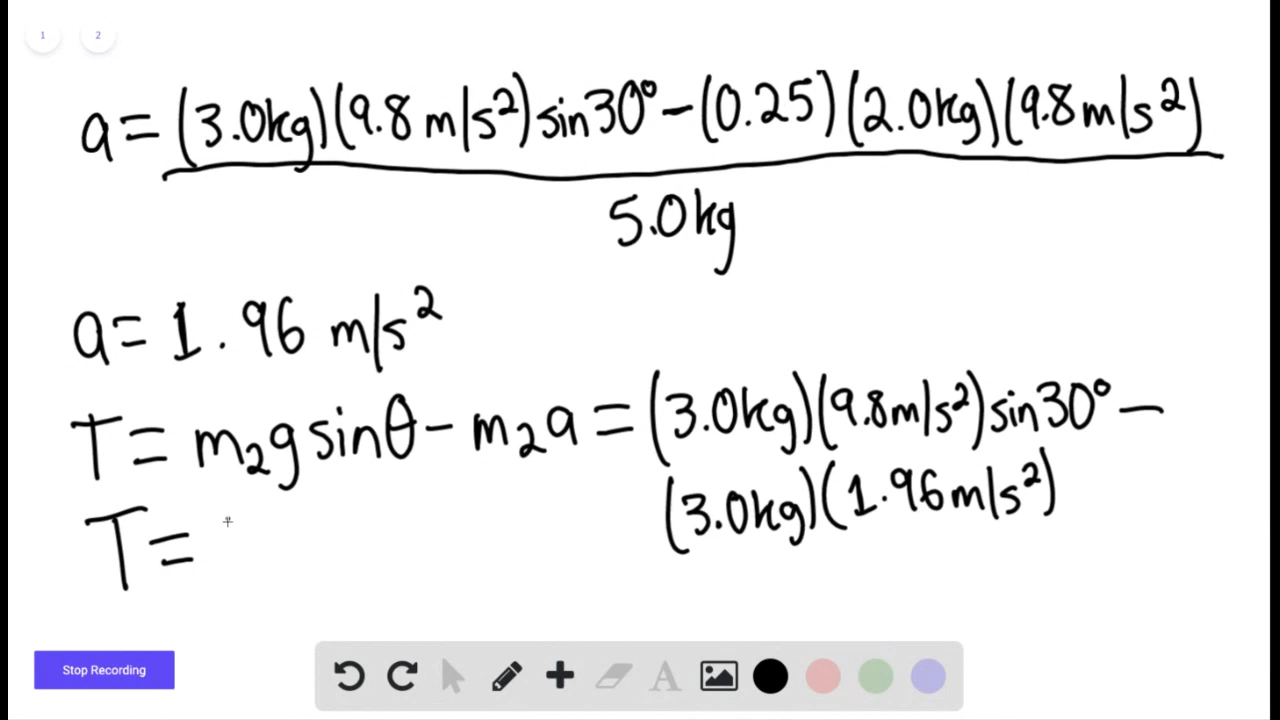 1 2
a = (3.0kg)(9.8 m/s²) sin30° - (0.25)(2.0kg)(9.8m/s²)
5.0kg
a = 1.96 m/s²
T = m₂g sinθ - m₂a = (3.0kg)(9.8m/s²) sin30° -
(3.0kg)(1.96m/s²)
T =
Stop Recording
A